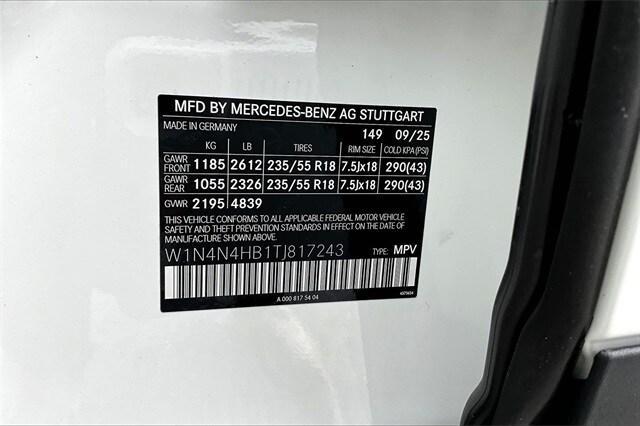 MFD BY MERCEDES-BENZ AG STUTTGART
MADE IN GERMANY 149 09/25
KG LB TIRES RIM SIZE COLD KPA (PSI)
GAWR FRONT 1185 2612 235/55 R18 7.5Jx18 290(43)
GAWR REAR 1055 2326 235/55 R18 7.5Jx18 290(43)
GVWR 2195 4839
THIS VEHICLE CONFORMS TO ALL APPLICABLE FEDERAL MOTOR VEHICLE
SAFETY AND THEFT PREVENTION STANDARDS IN EFFECT ON THE DATE OF
MANUFACTURE SHOWN ABOVE.
W1N4N4HB1TJ817243 TYPE: MPV
A 000 817 54 04